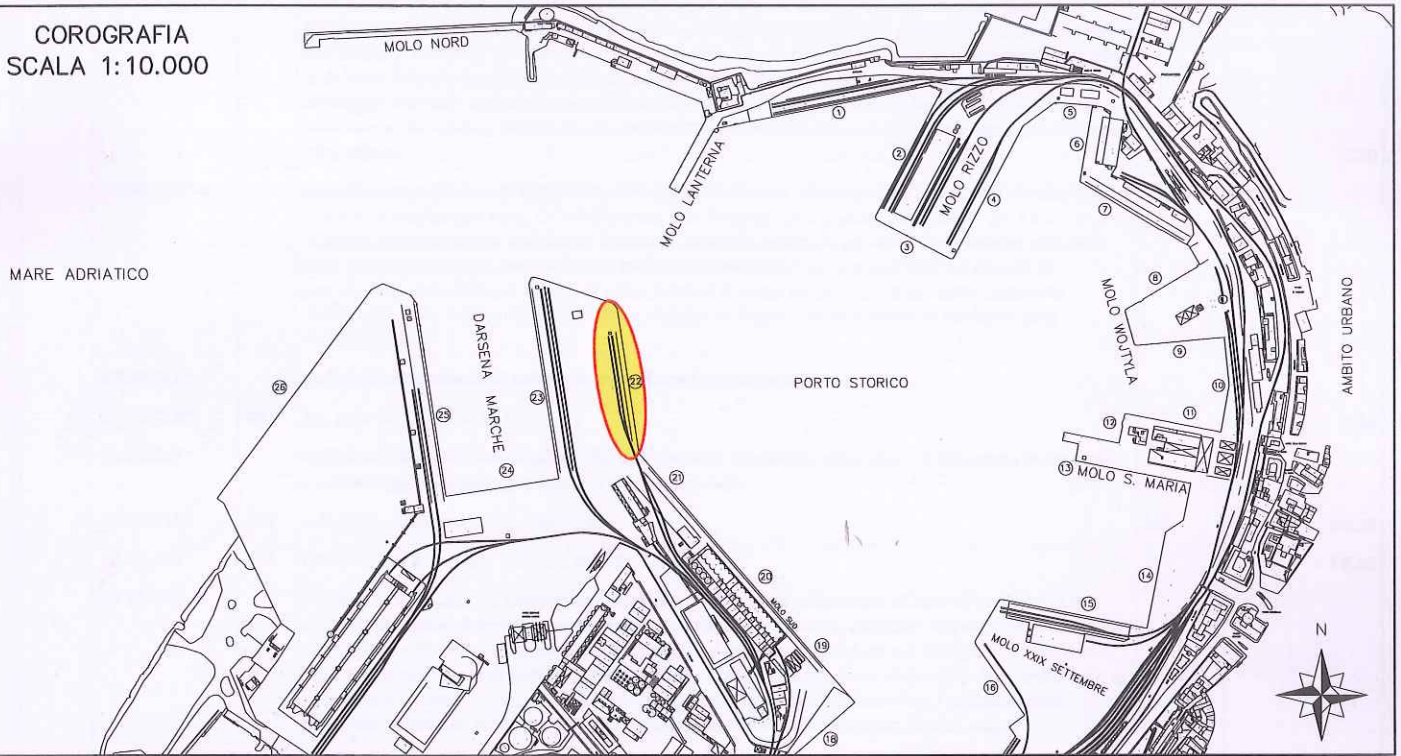 COROGRAFIA
SCALA 1:10.000
MOLO NORD
MOLO LANTERNA
1
2
3
MOLO RIZZO
4
5
6
7
8
MOLO WOJTYLA
9
10
11
12
13
MOLO S. MARIA
14
15
MOLO XXIX SETTEMBRE
16
18
19
MOLO SUD
20
21
22
23
24
25
26
MARE ADRIATICO
DARSENA MARCHE
PORTO STORICO
AMBITO URBANO
N